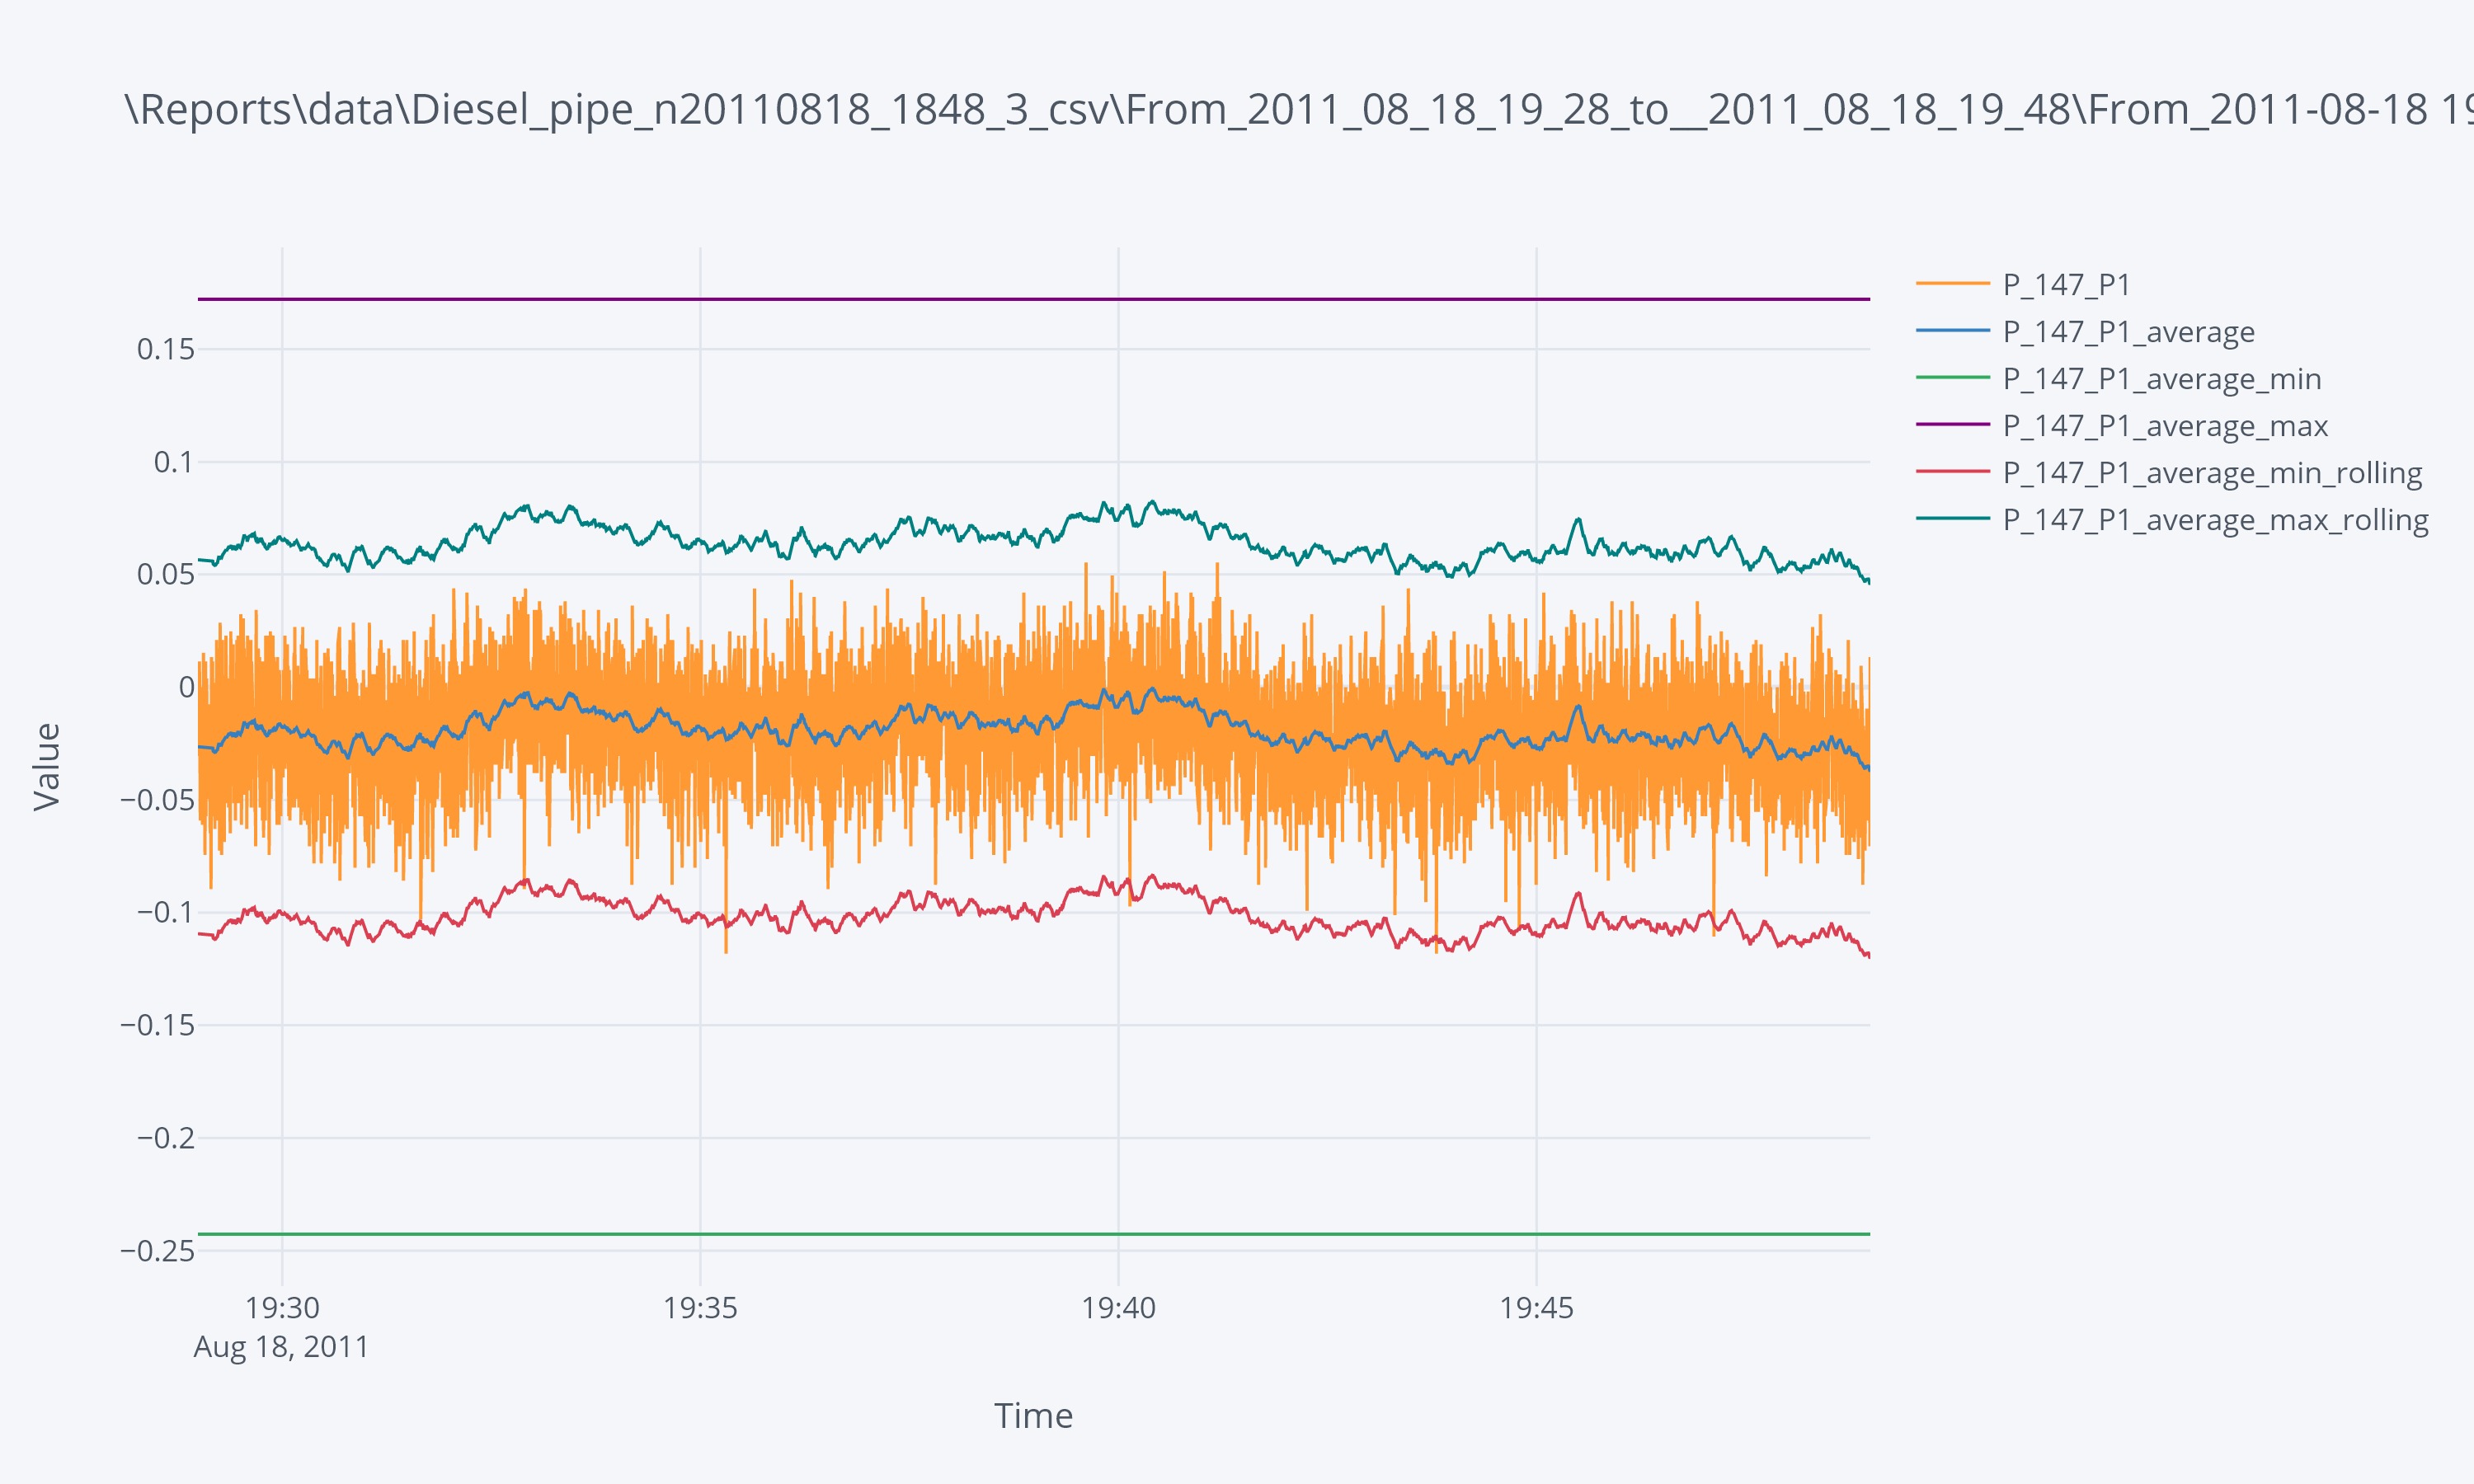 \Reports\data\Diesel_pipe_n20110818_1848_3_csv\From_2011_08_18_19_28_to__2011_08_18_19_48\From_2011-08-18 19
P_147_P1
P_147_P1_average
P_147_P1_average_min
P_147_P1_average_max
P_147_P1_average_min_rolling
P_147_P1_average_max_rolling
0.15
0.1
0.05
0
−0.05
−0.1
−0.15
−0.2
−0.25
Value
19:30 19:35 19:40 19:45
Aug 18, 2011
Time